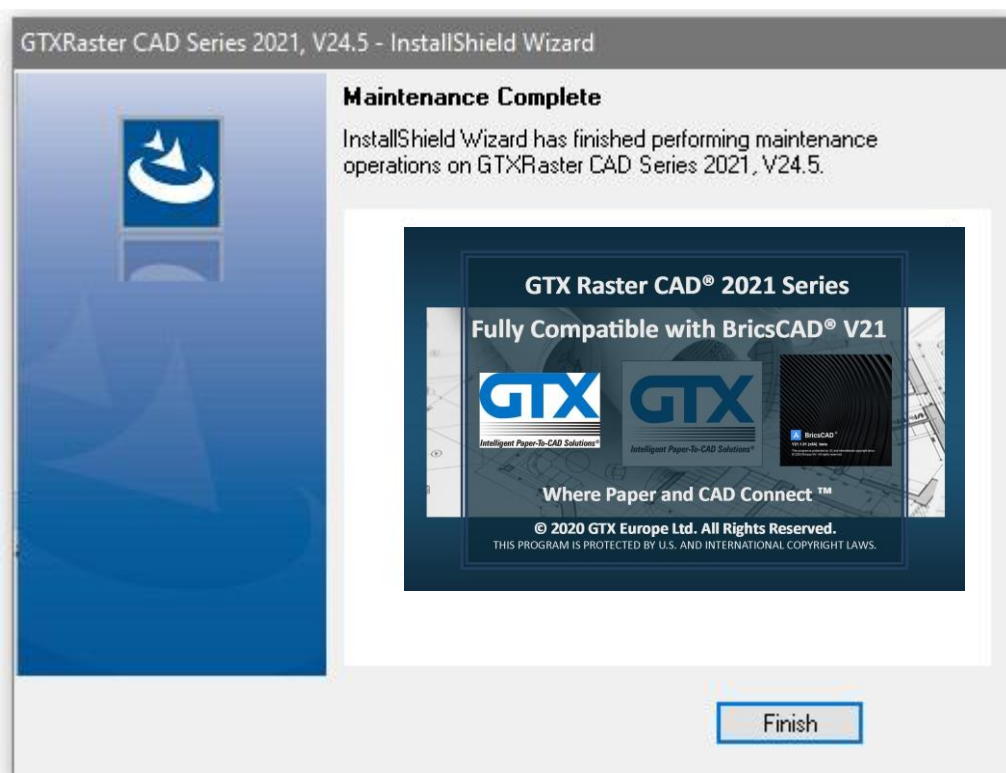 GTXRaster CAD Series 2021, V24.5 - InstallShield Wizard
Maintenance Complete
InstallShield Wizard has finished performing maintenance
operations on GTXRaster CAD Series 2021, V24.5.
GTX Raster CAD® 2021 Series
Fully Compatible with BricsCAD® V21
GTX
Intelligent Paper-To-CAD Solutions®
GTX
Intelligent Paper-To-CAD Solutions®
BricsCAD®
Where Paper and CAD Connect ™
© 2020 GTX Europe Ltd. All Rights Reserved.
THIS PROGRAM IS PROTECTED BY U.S. AND INTERNATIONAL COPYRIGHT LAWS.
Finish